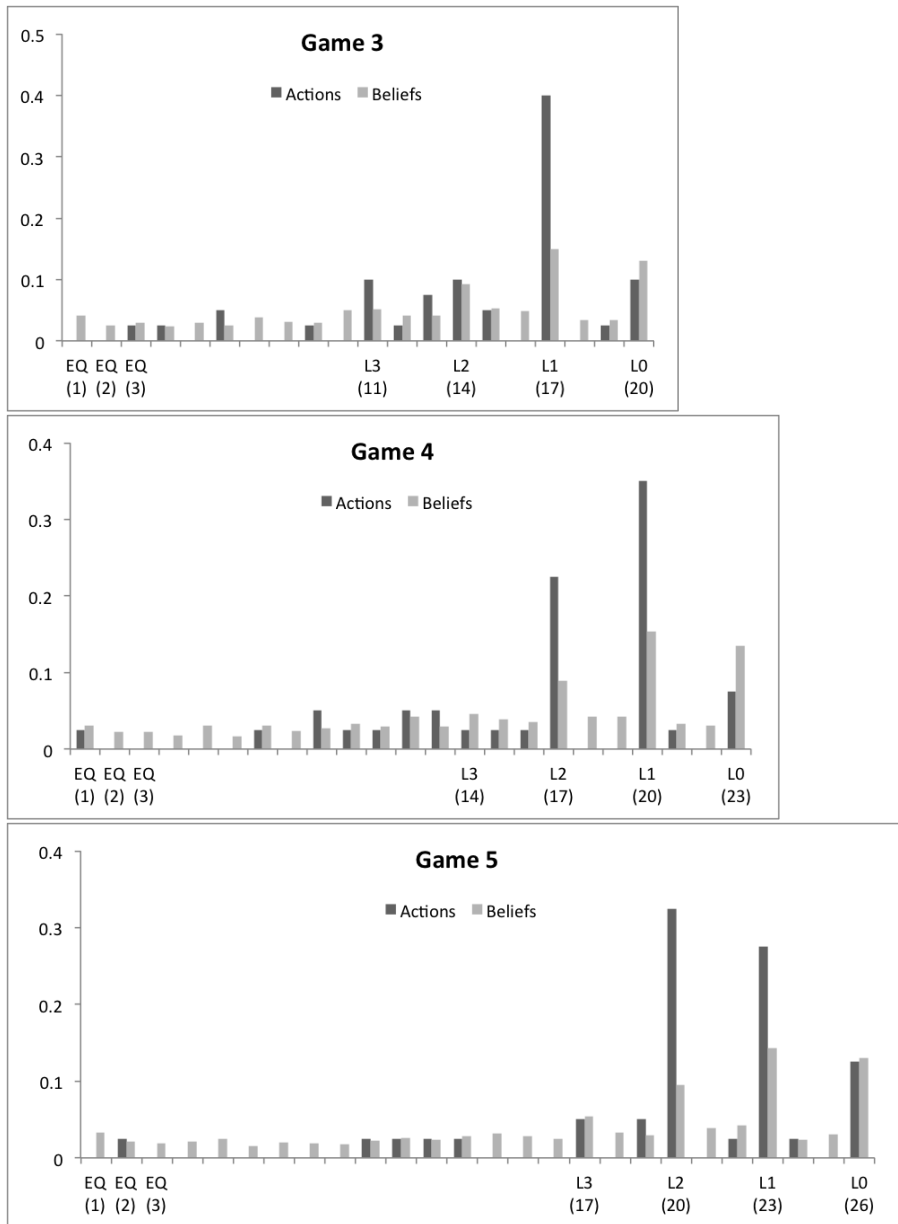 Game 3
Actions Beliefs
0.5
0.4
0.3
0.2
0.1
0
EQ EQ EQ L3 L2 L1 L0
(1) (2) (3) (11) (14) (17) (20)
Game 4
Actions Beliefs
0.4
0.3
0.2
0.1
0
EQ EQ EQ L3 L2 L1 L0
(1) (2) (3) (14) (17) (20) (23)
Game 5
Actions Beliefs
0.4
0.3
0.2
0.1
0
EQ EQ EQ L3 L2 L1 L0
(1) (2) (3) (17) (20) (23) (26)